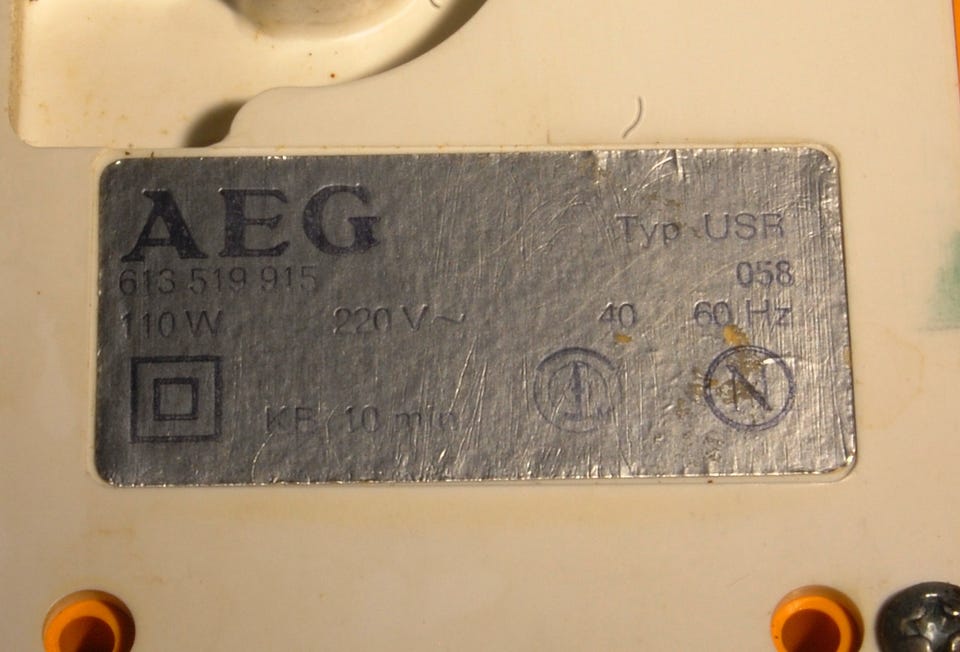 AEG
Typ USR
613 519 915 058
110 W 220 V~ 40 60 Hz
KB 10 min N